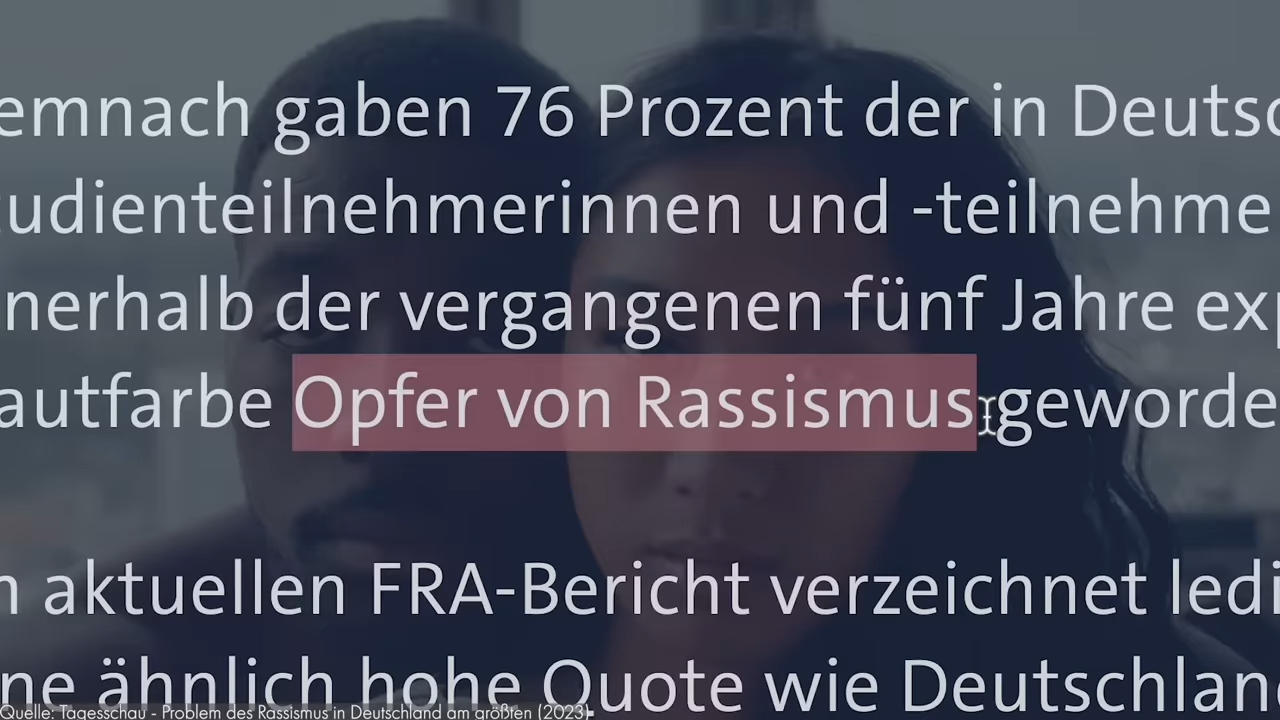 emnach gaben 76 Prozent der in Deutsc
tudienteilnehmerinnen und -teilnehme
nerhalb der vergangenen fünf Jahre exp
autfarbe Opfer von Rassismus geworde
n aktuellen FRA-Bericht verzeichnet ledi
ne ähnlich hohe Quote wie Deutschland
Quelle: Tagesschau - Problem des Rassismus in Deutschland am größten (2023)